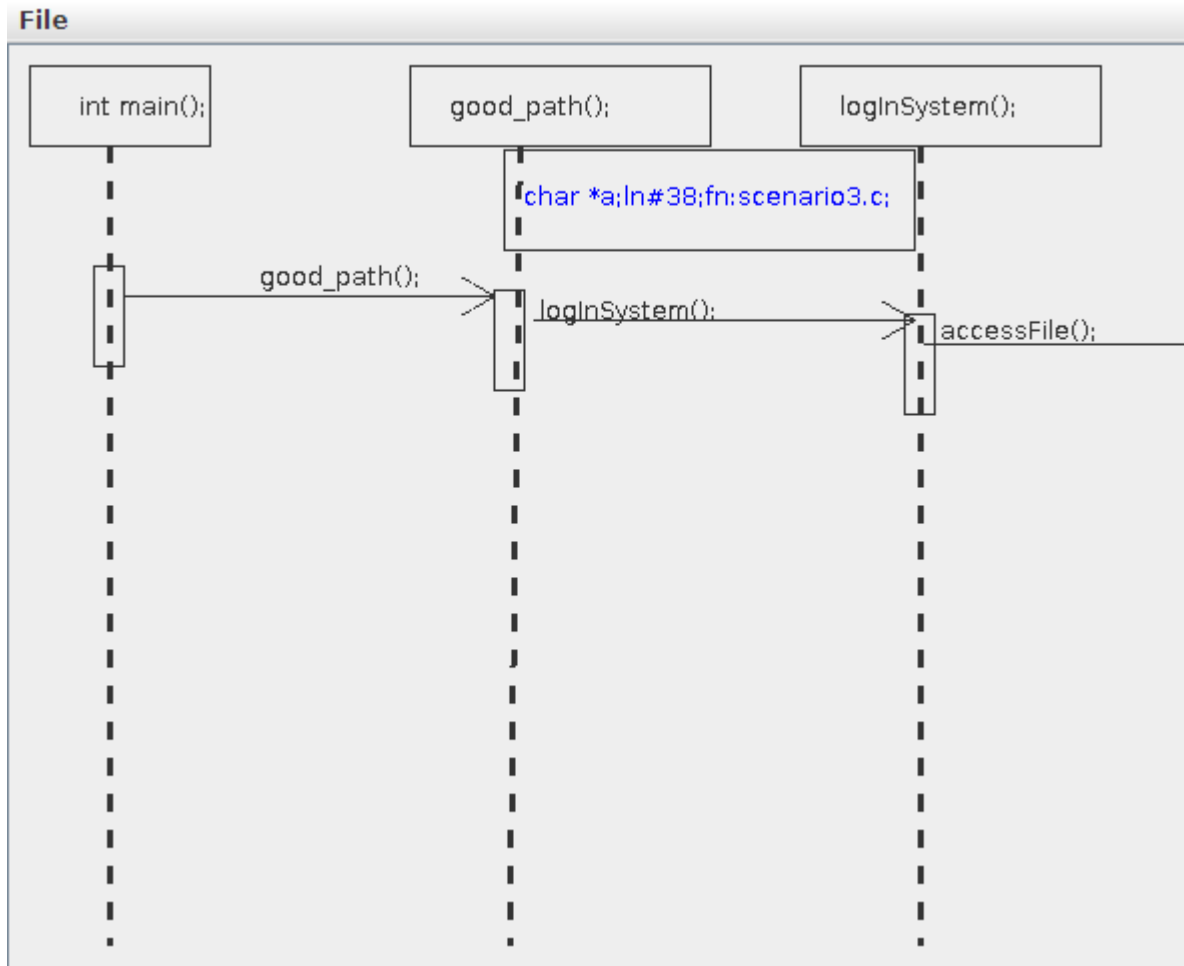 File
int main();
good_path();
logInSystem();
char *a;ln#38;fn:scenario3.c;
good_path();
logInSystem();
accessFile();